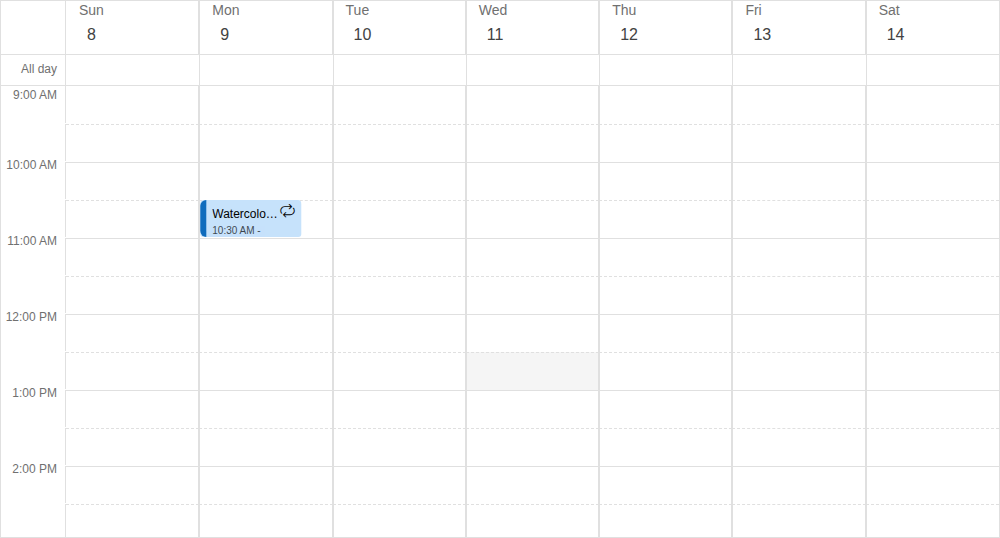 Sun Mon Tue Wed Thu Fri Sat
8 9 10 11 12 13 14
All day
9:00 AM
10:00 AM
Watercolo...
10:30 AM -
11:00 AM
12:00 PM
1:00 PM
2:00 PM